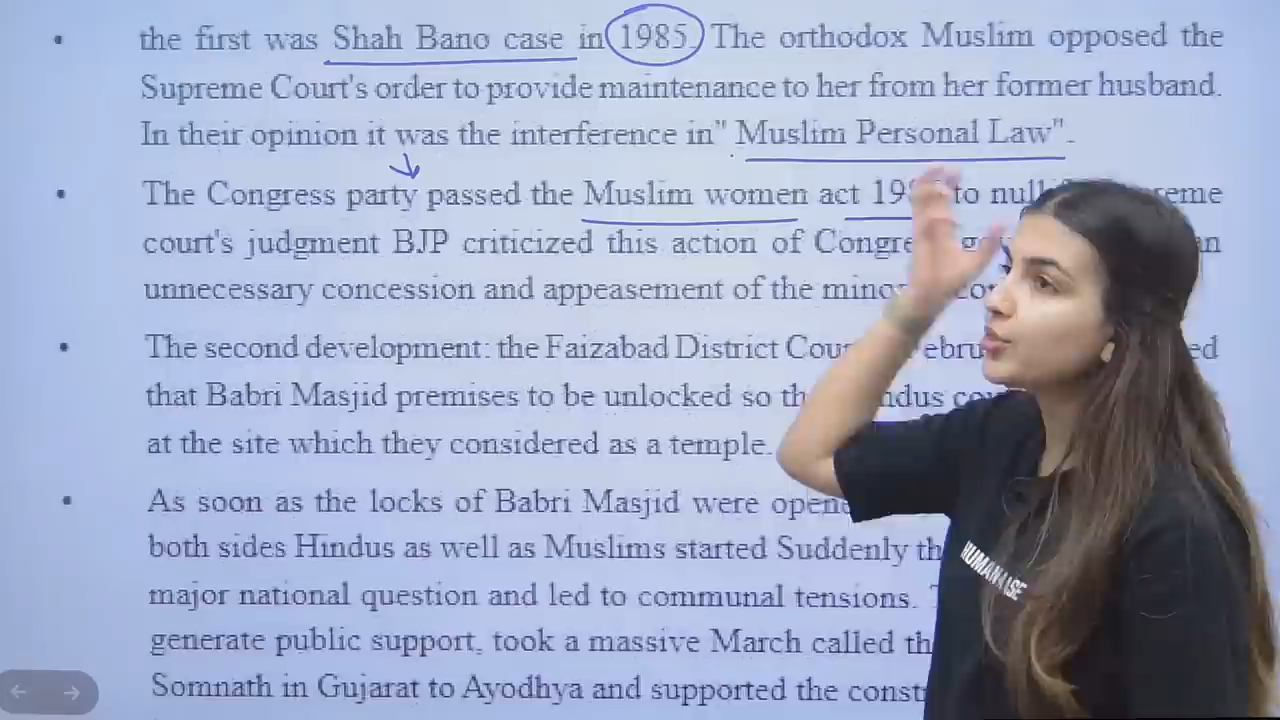 the first was Shah Bano case in 1985. The orthodox Muslim opposed the
Supreme Court's order to provide maintenance to her from her former husband.
In their opinion it was the interference in" Muslim Personal Law".
The Congress party passed the Muslim women act to
court's judgment BJP criticized this action of
unnecessary concession and appeasement of the
The second development: the Faizabad District
that Babri Masjid premises to be unlocked so
at the site which they considered as a temple.
As soon as the locks of Babri Masjid were
both sides Hindus as well as Muslims started Suddenly
major national question and led to communal tensions.
generate public support, took a massive March called
Somnath in Gujarat to Ayodhya and supported the